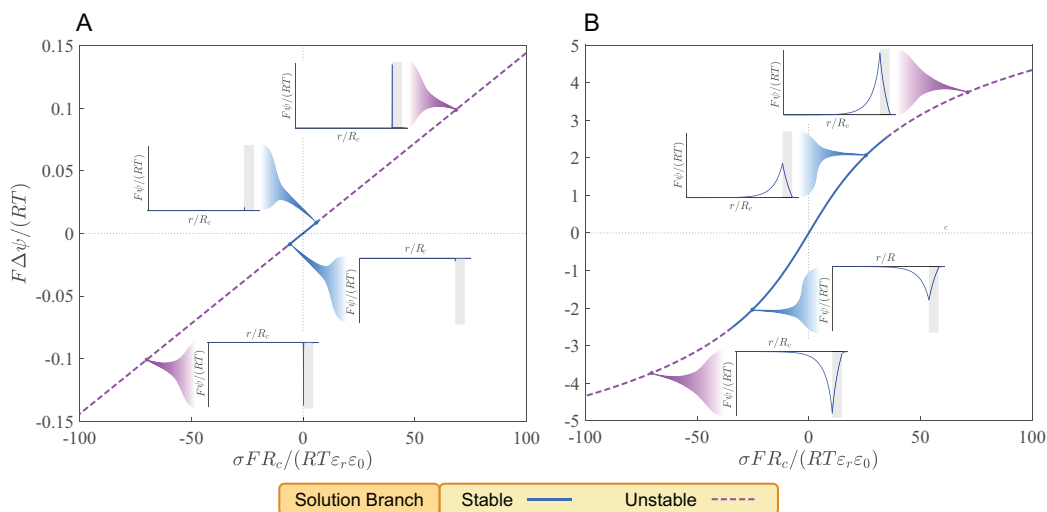 A
B
0.15
0.1
0.05
0
-0.05
-0.1
-0.15
FΔψ/(RT)
-100
-50
0
50
100
σFR_c/(RTε_rε_0)
Fψ/(RT)
r/R_c
Fψ/(RT)
r/R_c
Fψ/(RT)
r/R_c
Fψ/(RT)
r/R_c
5
4
3
2
1
0
-1
-2
-3
-4
-5
-100
-50
0
50
100
σFR_c/(RTε_rε_0)
Fψ/(RT)
r/R_c
Fψ/(RT)
r/R_c
c
Fψ/(RT)
r/R
Fψ/(RT)
r/R_c
Solution Branch
Stable
Unstable